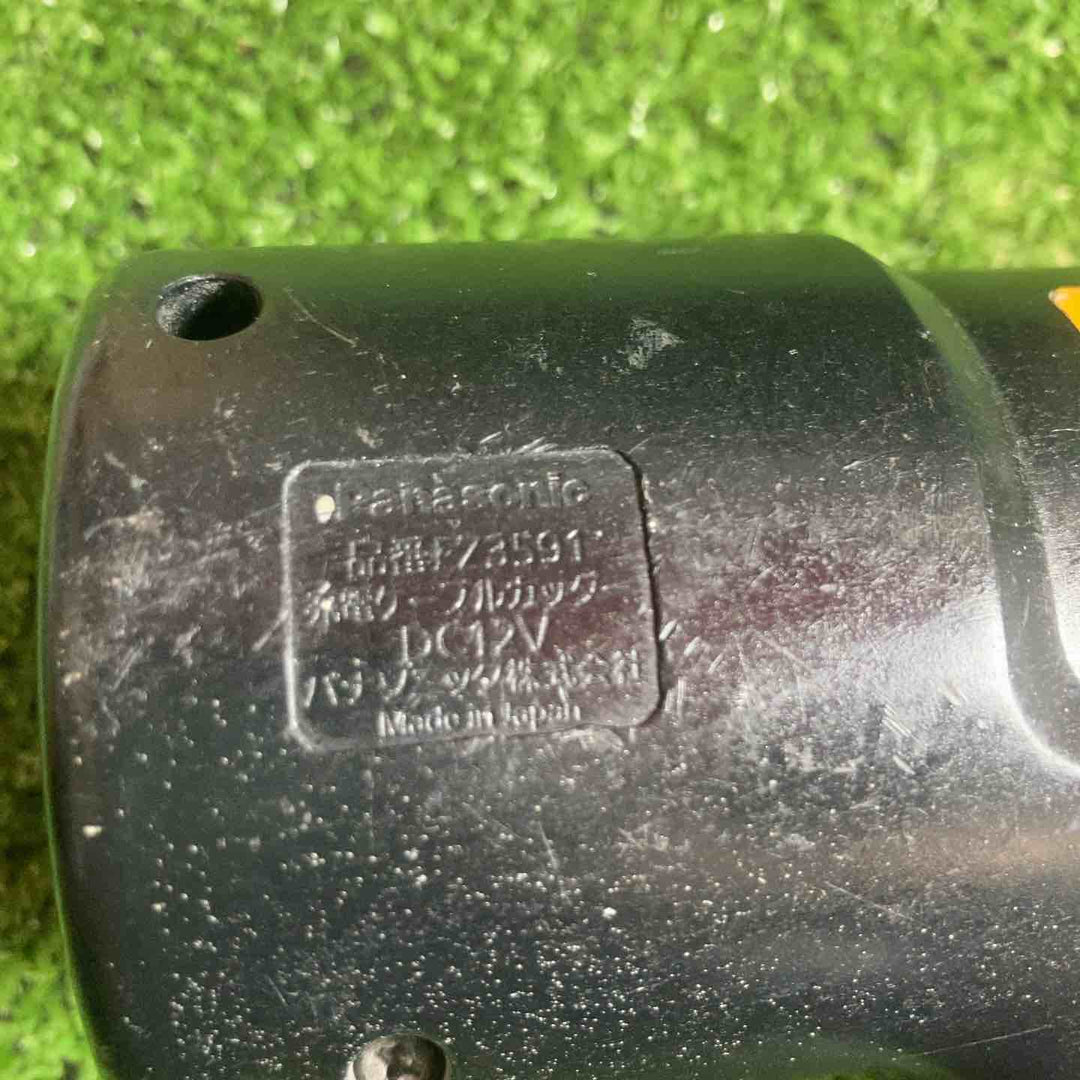 Panasonic
品番EZ3591
充電ケーブルカッター
DC12V
パナソニック株式会社
Made in Japan